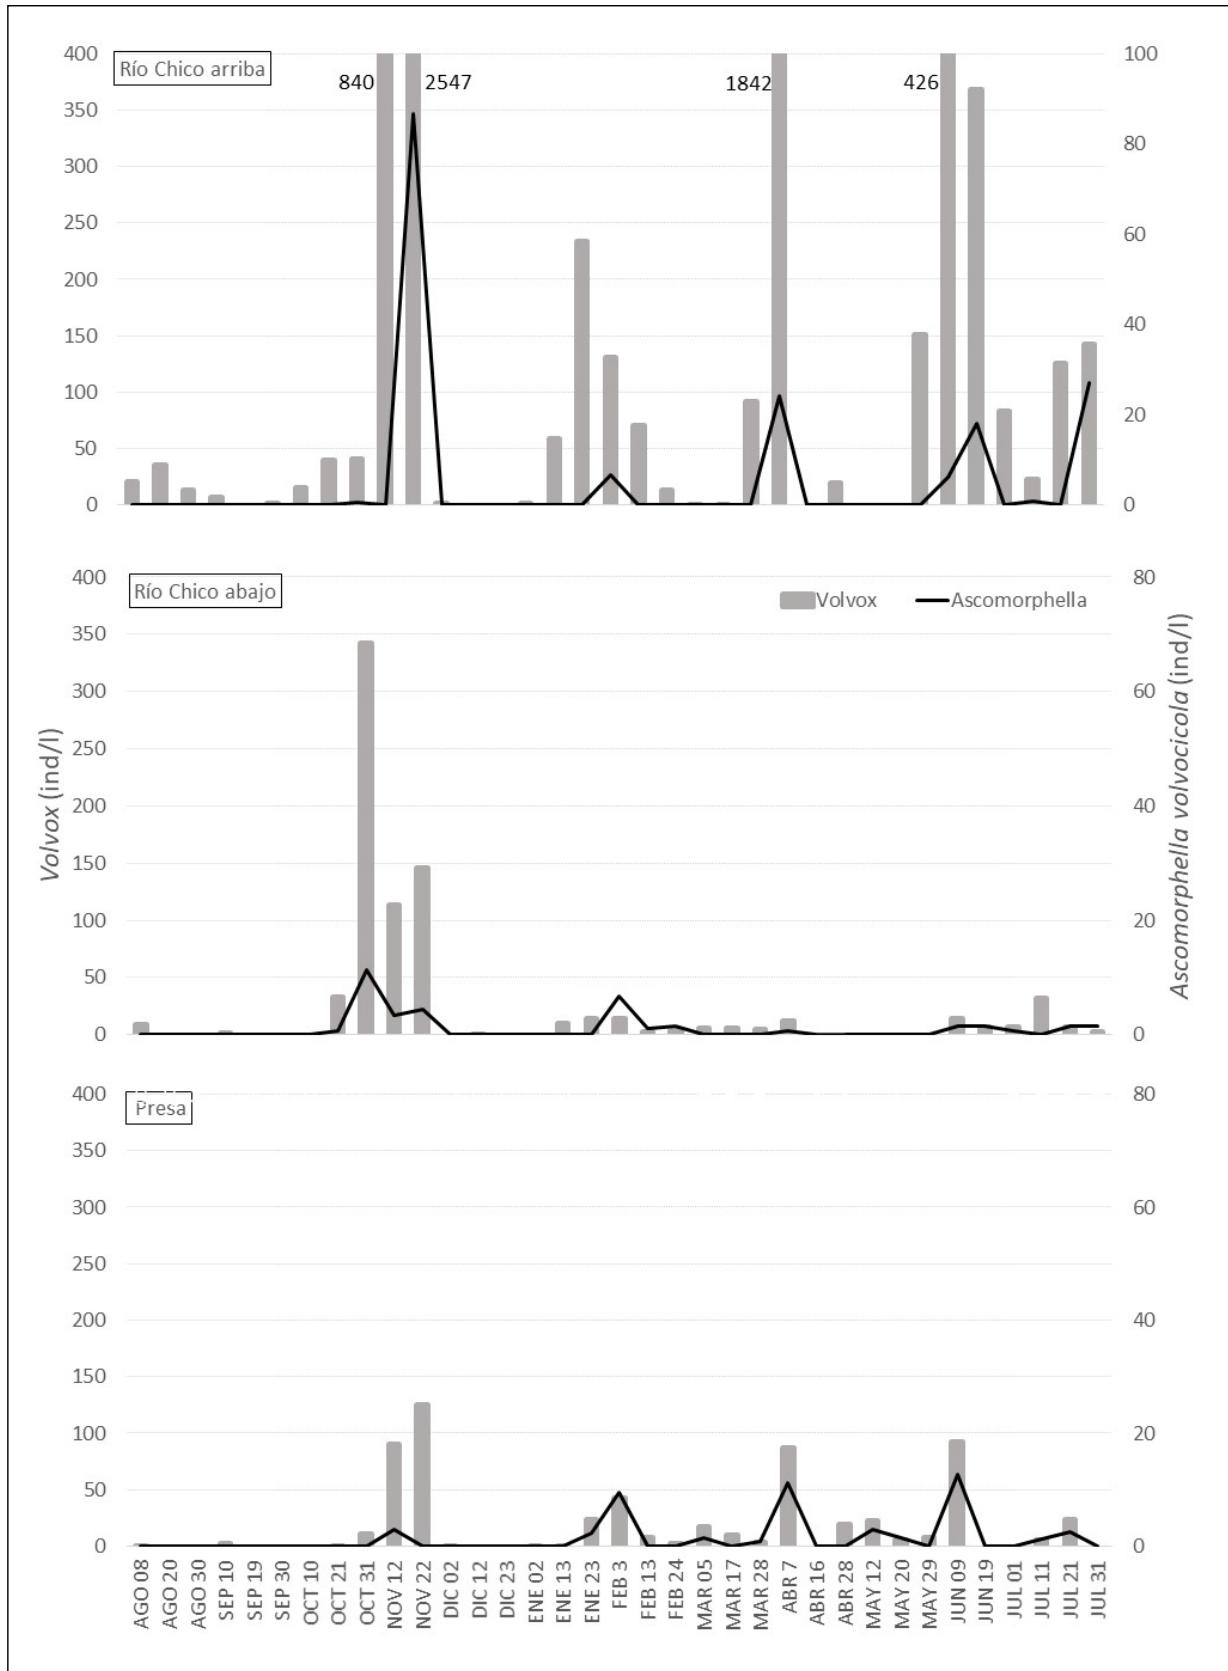 Río Chico arriba
840
2547
1842
426
400
350
300
250
200
150
100
50
0
100
80
60
40
20
0
Río Chico abajo
Volvox
Ascomorphella
400
350
300
250
200
150
100
50
0
80
60
40
20
0
Volvox (ind/l)
Ascomorphella volvocicola (ind/l)
Presa
400
350
300
250
200
150
100
50
0
80
60
40
20
0
AGO 08
AGO 20
AGO 30
SEP 10
SEP 19
SEP 30
OCT 10
OCT 21
OCT 31
NOV 12
NOV 22
DIC 02
DIC 12
DIC 23
ENE 02
ENE 13
ENE 23
FEB 3
FEB 13
FEB 24
MAR 05
MAR 17
MAR 28
ABR 7
ABR 16
ABR 28
MAY 12
MAY 20
MAY 29
JUN 09
JUN 19
JUL 01
JUL 11
JUL 21
JUL 31